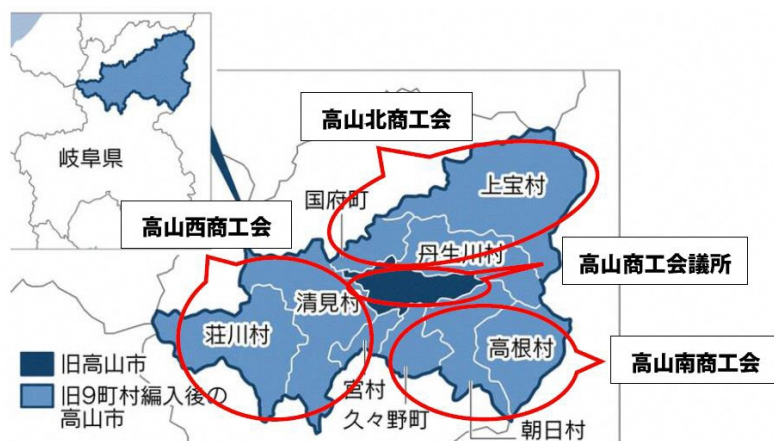 高山北商工会
岐阜県
上宝村
国府町
高山西商工会
丹生川村
高山商工会議所
清見村
荘川村
高根村
旧高山市
高山南商工会
旧9町村編入後の
高山市
宮村
久々野町
朝日村